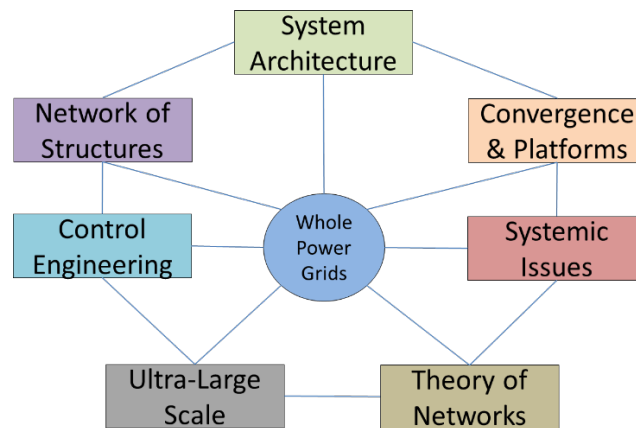 System
Architecture
Network of
Structures
Convergence
& Platforms
Whole
Power
Grids
Control
Engineering
Systemic
Issues
Ultra-Large
Scale
Theory of
Networks